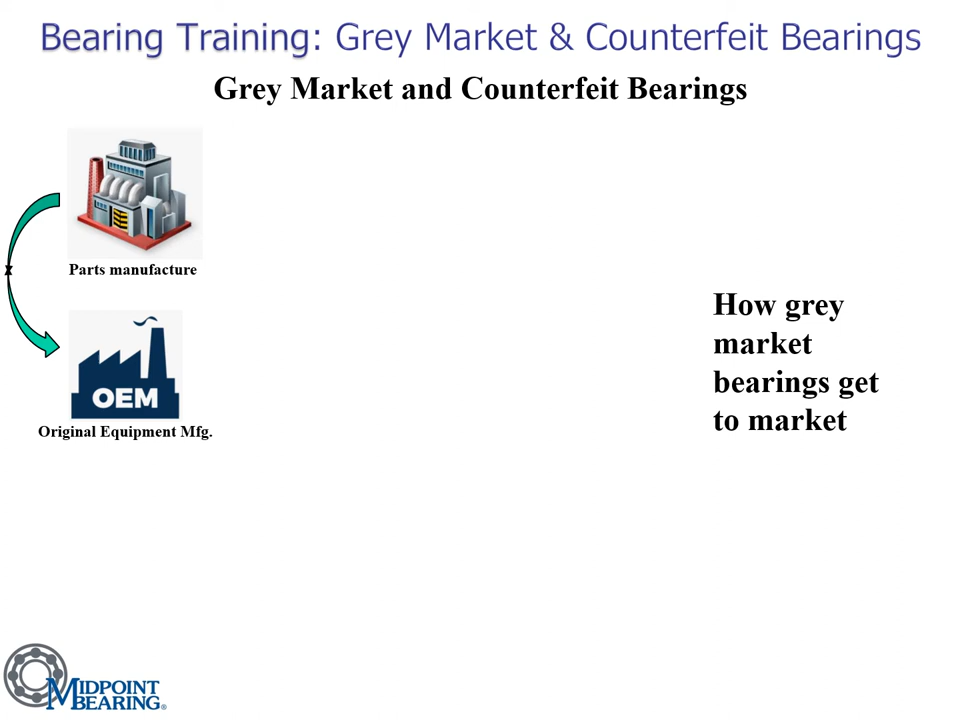 Bearing Training: Grey Market & Counterfeit Bearings
Grey Market and Counterfeit Bearings
x
Parts manufacture
OEM
Original Equipment Mfg.
How grey
market
bearings get
to market
MIDPOINT
BEARING®